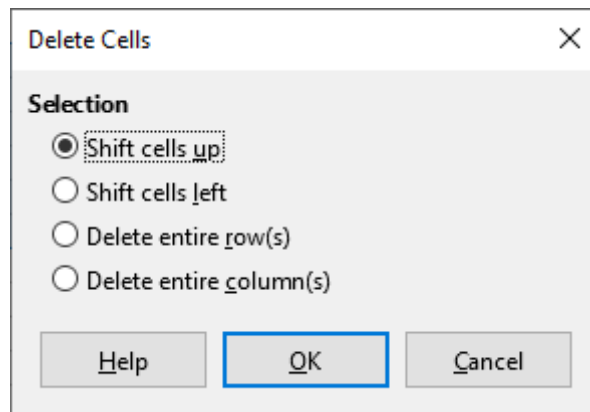 Delete Cells
Selection
Shift cells up
Shift cells left
Delete entire row(s)
Delete entire column(s)
Help OK Cancel